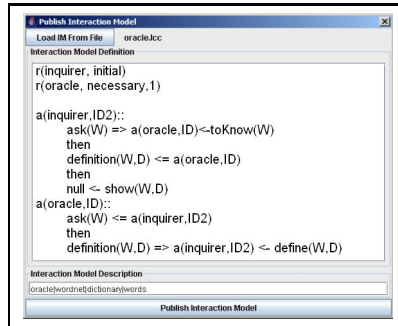 Publish Interaction Model
Load IM From File oracle.lcc
Interaction Model Definition
r(inquirer, initial)
r(oracle, necessary,1)
a(inquirer,ID2)::
ask(W) => a(oracle,ID)<-toKnow(W)
then
definition(W,D) <= a(oracle,ID)
then
null <- show(W,D)
a(oracle,ID)::
ask(W) <= a(inquirer,ID2)
then
definition(W,D) => a(inquirer,ID2) <- define(W,D)
Interaction Model Description
oracle|wordnet|dictionary|words
Publish Interaction Model